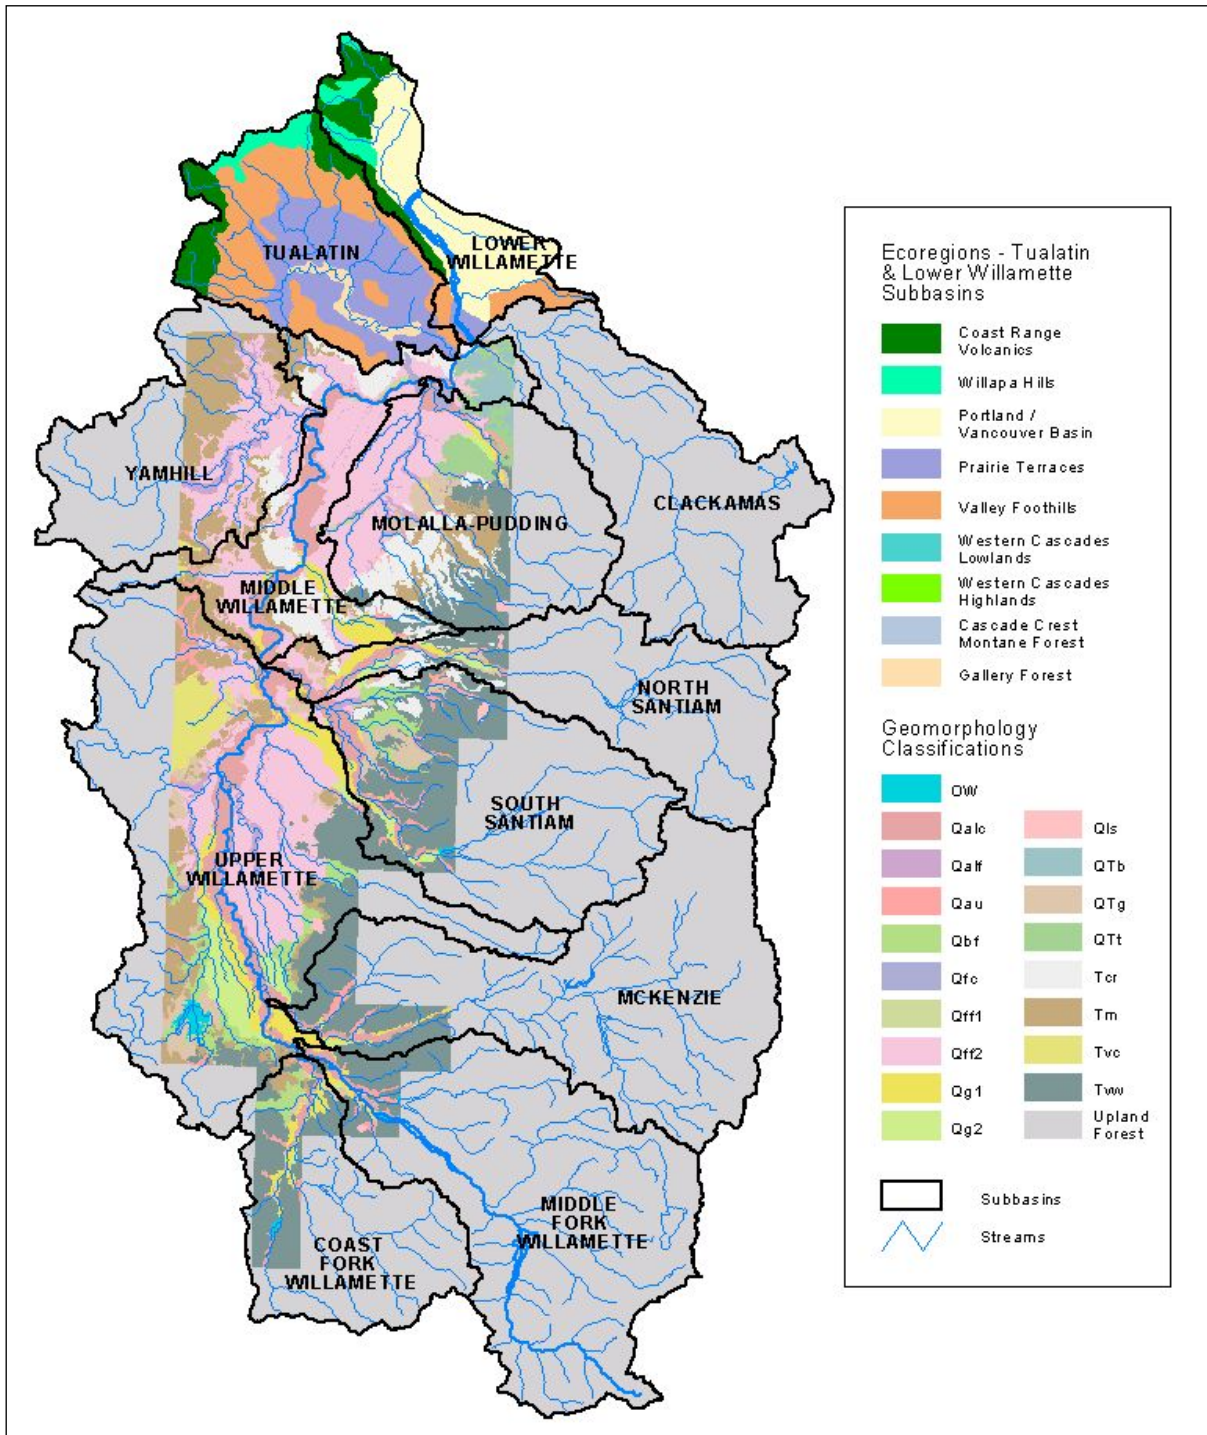 TUALATIN
LOWER
WILLAMETTE
YAMHILL
CLACKAMAS
MOLALLA-PUDDING
MIDDLE
WILLAMETTE
NORTH
SANTIAM
SOUTH
SANTIAM
UPPER
WILLAMETTE
MCKENZIE
MIDDLE
FORK
WILLAMETTE
COAST
FORK
WILLAMETTE
Ecoregions - Tualatin
& Lower Willamette
Subbasins
Coast Range
Volcanics
Willapa Hills
Portland /
Vancouver Basin
Prairie Terraces
Valley Foothills
Western Cascades
Lowlands
Western Cascades
Highlands
Cascade Crest
Montane Forest
Gallery Forest
Geomorphology
Classifications
OW
Qalc
Qalf
Qau
Qbf
Qfc
Qff1
Qff2
Qg1
Qg2
Qls
QTb
QTg
QTt
Tcr
Tm
Tvc
Tvw
Upland
Forest
Subbasins
Streams